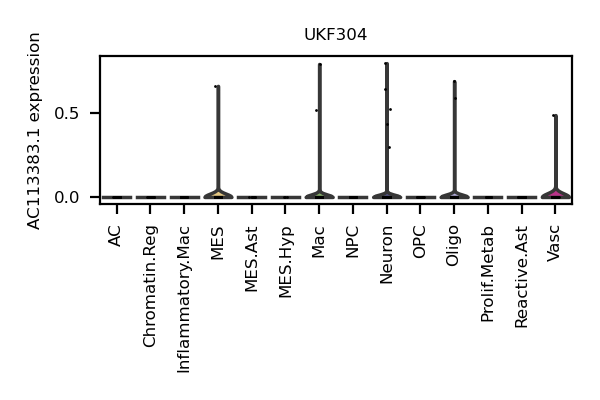 UKF304
AC113383.1 expression
0.5
0.0
AC
Chromatin.Reg
Inflammatory.Mac
MES
MES.Ast
MES.Hyp
Mac
NPC
Neuron
OPC
Oligo
Prolif.Metab
Reactive.Ast
Vasc